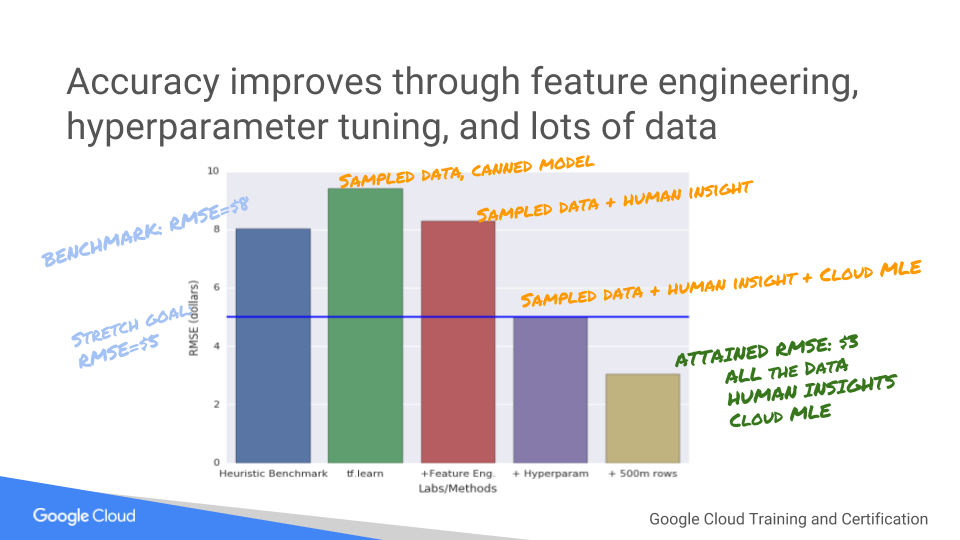 Accuracy improves through feature engineering,
hyperparameter tuning, and lots of data
Sampled data, canned model
Sampled data + human insight
Benchmark: RMSE=$8
Sampled data + human insight + Cloud MLE
Stretch goal:
RMSE=$5
Attained RMSE: $3
ALL the Data
Human Insights
Cloud MLE
RMSE (dollars)
10
8
6
4
2
0
Heuristic Benchmark
tf.learn
+Feature Eng.
+ Hyperparam
+ 500m rows
Labs/Methods
Google Cloud
Google Cloud Training and Certification